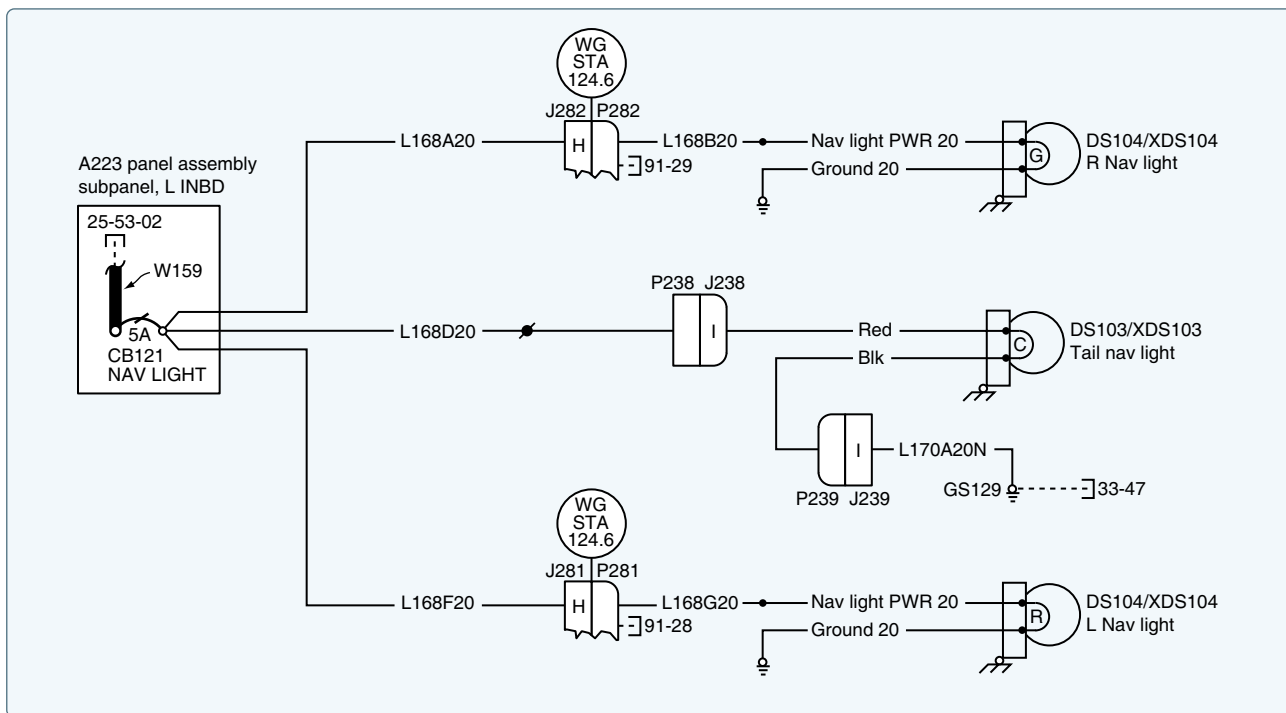 WG
STA
124.6
J282 P282
L168A20
H
L168B20
Nav light PWR 20
G
DS104/XDS104
R Nav light
91-29
Ground 20
A223 panel assembly
subpanel, L INBD
25-53-02
W159
5A
CB121
NAV LIGHT
L168D20
P238 J238
I
Red
Blk
C
DS103/XDS103
Tail nav light
I
L170A20N
P239 J239
GS129
33-47
WG
STA
124.6
J281 P281
L168F20
H
L168G20
Nav light PWR 20
R
DS104/XDS104
L Nav light
91-28
Ground 20